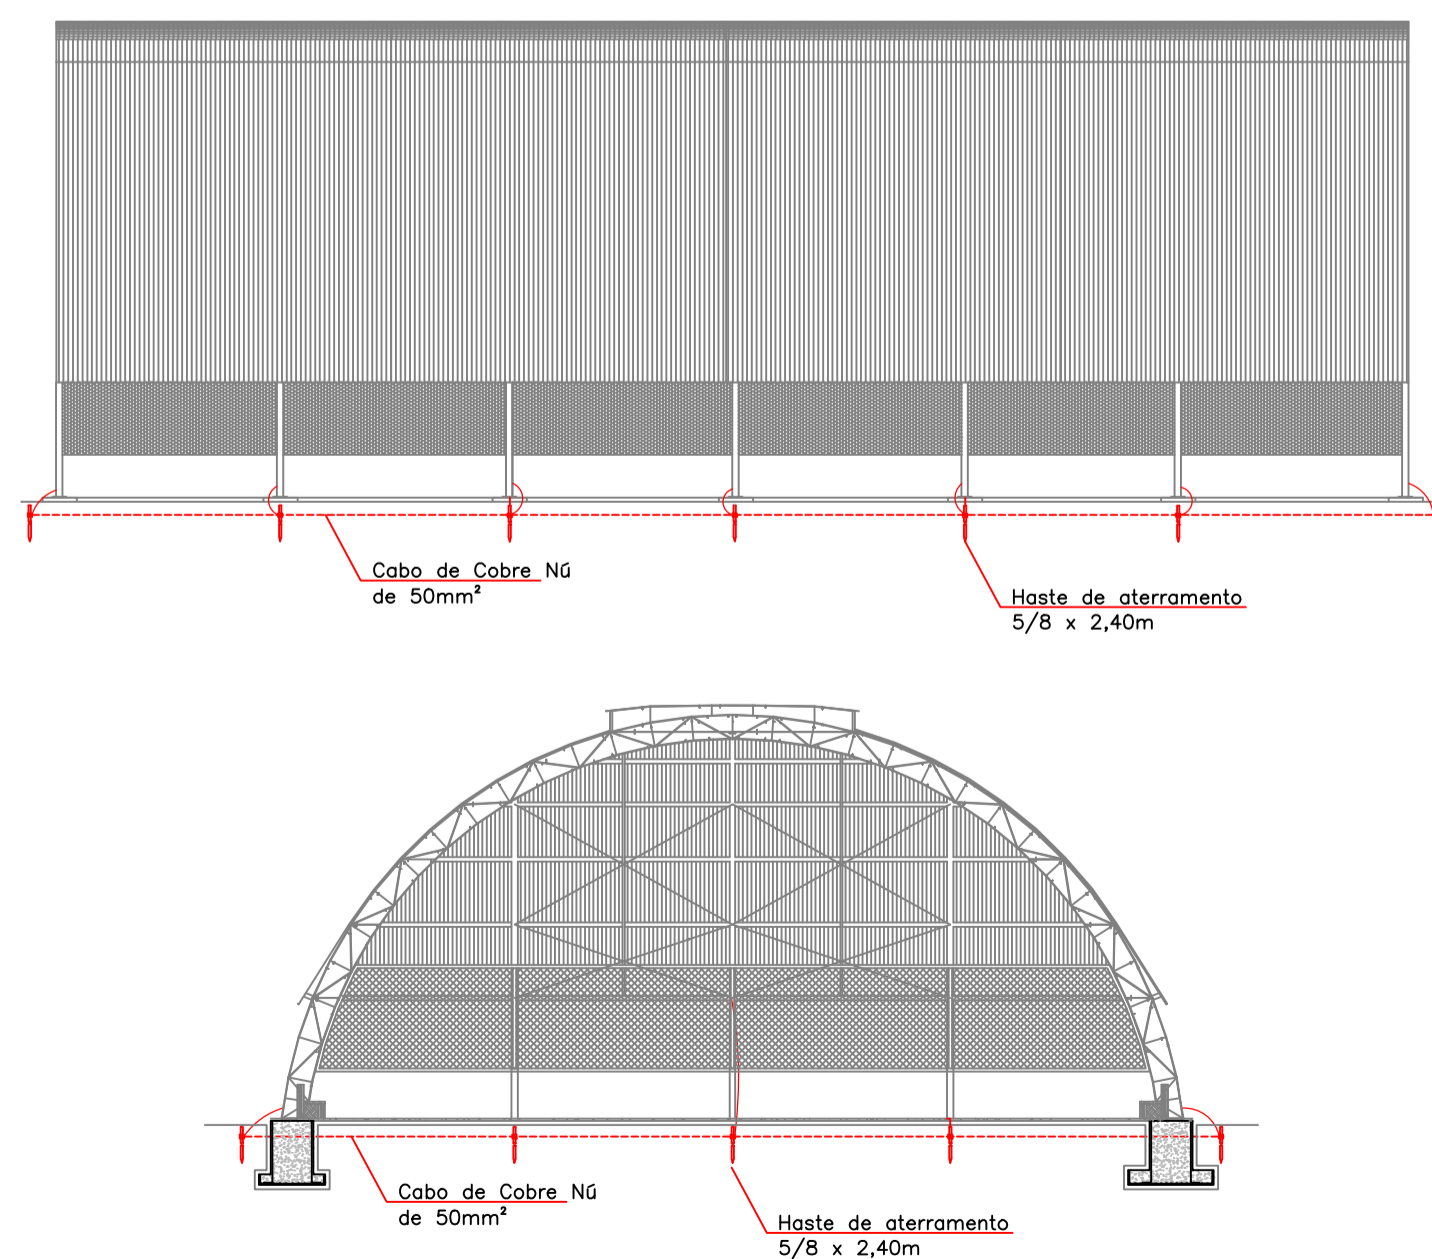 Cabo de Cobre Nú
de 50mm²
Haste de aterramento
5/8 x 2,40m
Cabo de Cobre Nú
de 50mm²
Haste de aterramento
5/8 x 2,40m